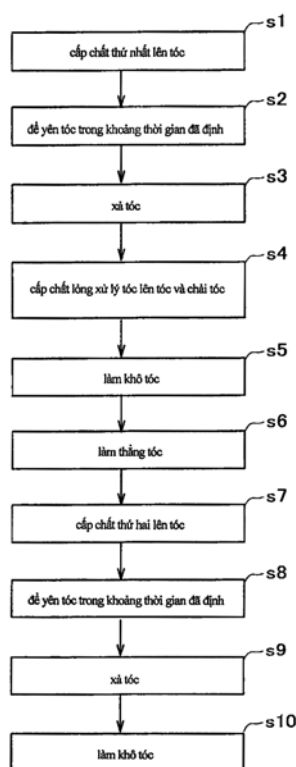 s1
cấp chất thứ nhất lên tóc
s2
để yên tóc trong khoảng thời gian đã định
s3
xả tóc
s4
cấp chất lỏng xử lý tóc lên tóc và chải tóc
s5
làm khô tóc
s6
làm thẳng tóc
s7
cấp chất thứ hai lên tóc
s8
để yên tóc trong khoảng thời gian đã định
s9
xả tóc
s10
làm khô tóc